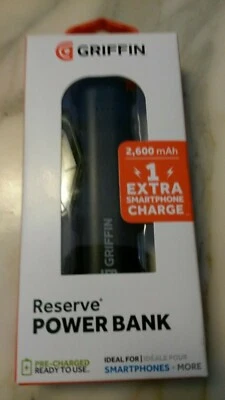 GRIFFIN
2,600 mAh
1
EXTRA
SMARTPHONE
CHARGE
GRIFFIN
Reserve
POWER BANK
PRE-CHARGED
READY TO USE.
IDEAL FOR | IDÉALE POUR
SMARTPHONES + MORE